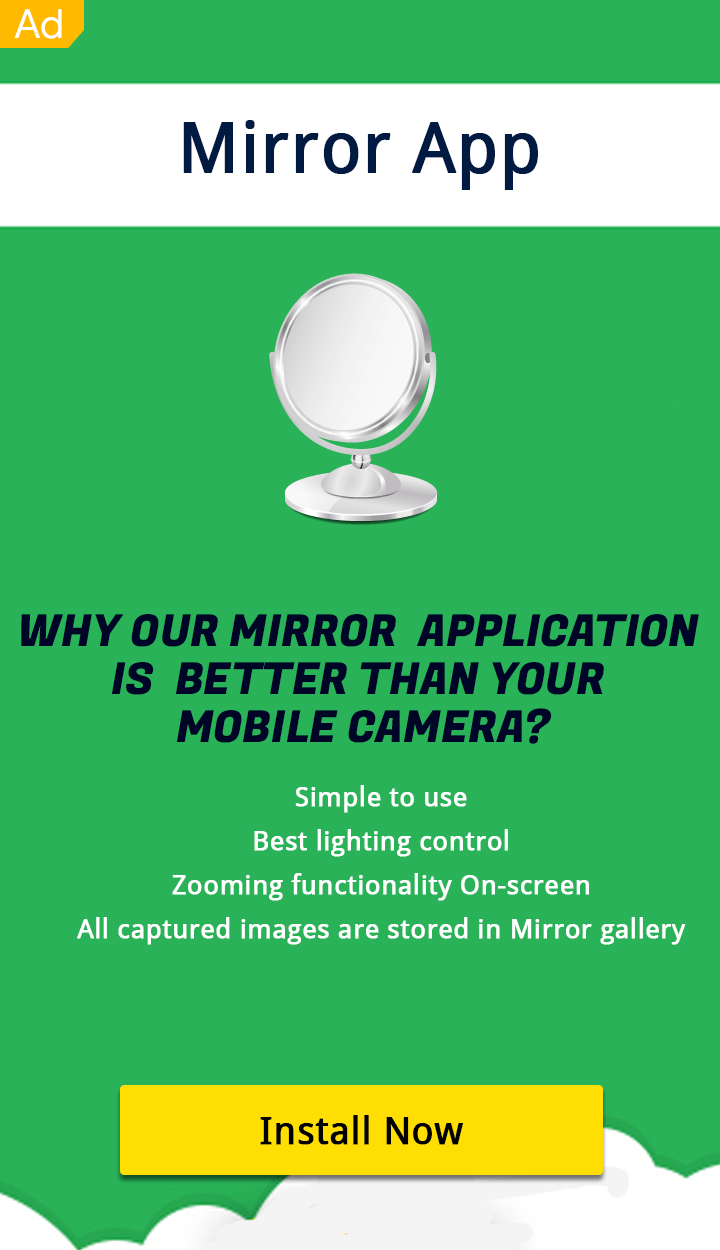 Ad
Mirror App
WHY OUR MIRROR APPLICATION
IS BETTER THAN YOUR
MOBILE CAMERA?
Simple to use
Best lighting control
Zooming functionality On-screen
All captured images are stored in Mirror gallery
Install Now